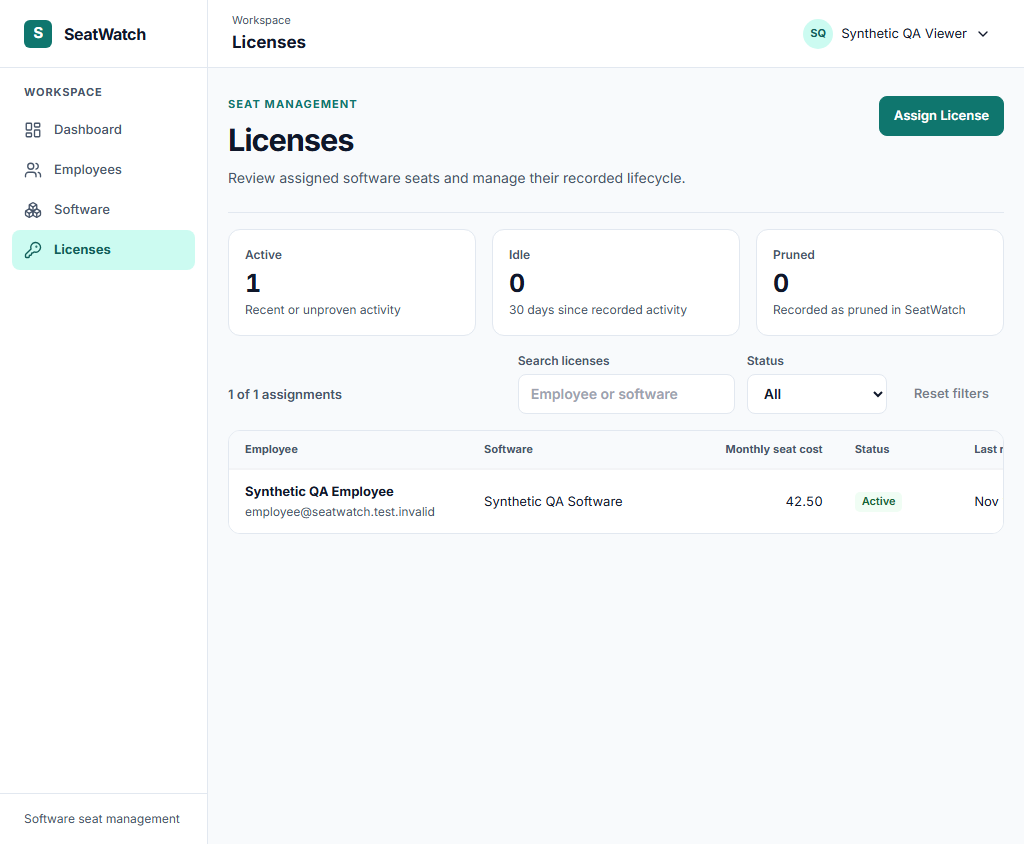 S SeatWatch
Workspace
Licenses
SQ Synthetic QA Viewer
WORKSPACE
Dashboard
Employees
Software
Licenses
Software seat management
SEAT MANAGEMENT
Licenses
Review assigned software seats and manage their recorded lifecycle.
Assign License
Active
1
Recent or unproven activity
Idle
0
30 days since recorded activity
Pruned
0
Recorded as pruned in SeatWatch
1 of 1 assignments
Search licenses
Employee or software
Status
All
Reset filters
Employee Software Monthly seat cost Status Last
Synthetic QA Employee
employee@seatwatch.test.invalid
Synthetic QA Software 42.50 Active Nov